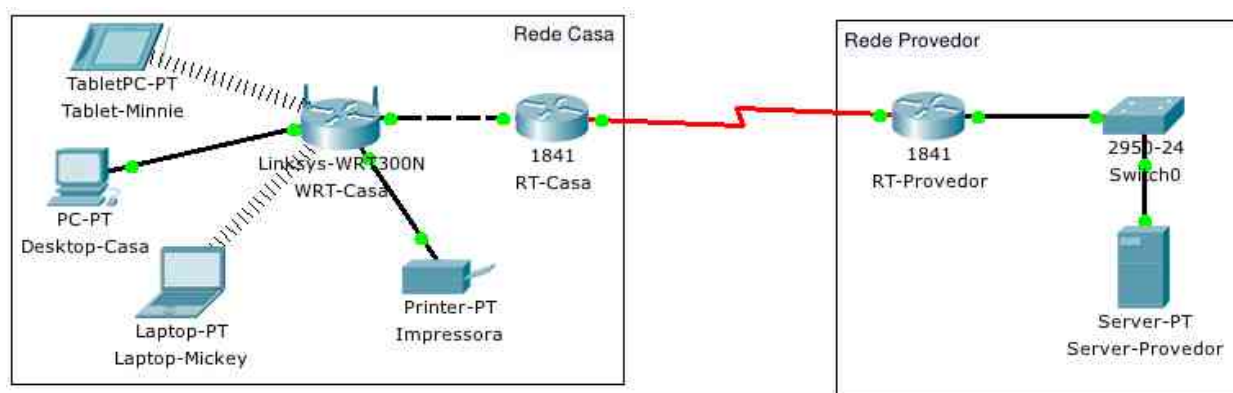 Rede Casa
TabletPC-PT
Tablet-Minnie
Linksys-WRT300N
WRT-Casa
1841
RT-Casa
PC-PT
Desktop-Casa
Laptop-PT
Laptop-Mickey
Printer-PT
Impressora
Rede Provedor
1841
RT-Provedor
2950-24
Switch0
Server-PT
Server-Provedor